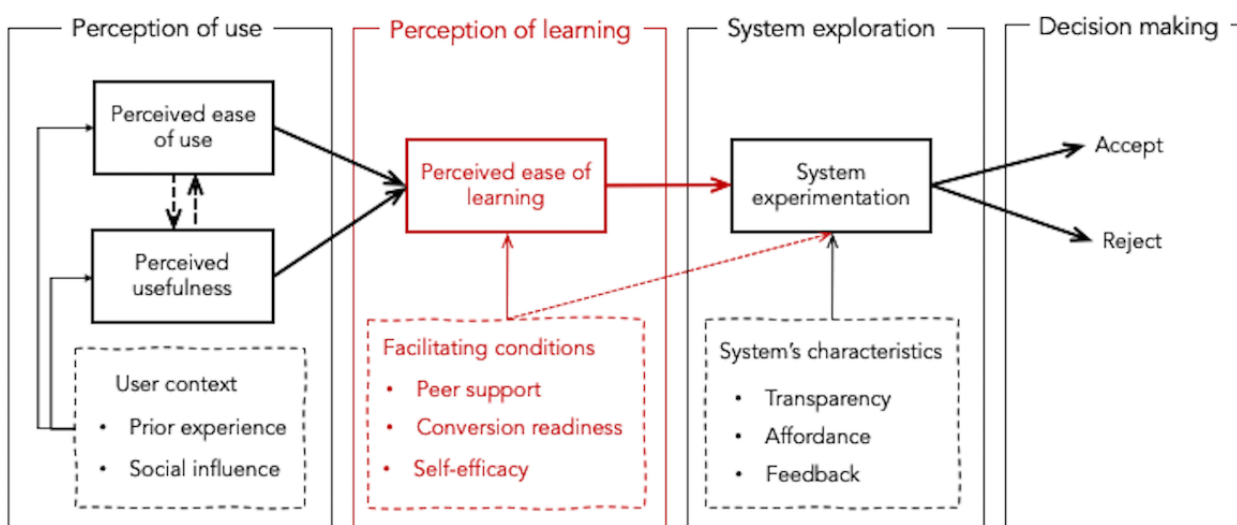 Perception of use
Perceived ease
of use
Perceived
usefulness
User context
• Prior experience
• Social influence
Perception of learning
Perceived ease of
learning
Facilitating conditions
• Peer support
• Conversion readiness
• Self-efficacy
System exploration
System
experimentation
System’s characteristics
• Transparency
• Affordance
• Feedback
Decision making
Accept
Reject